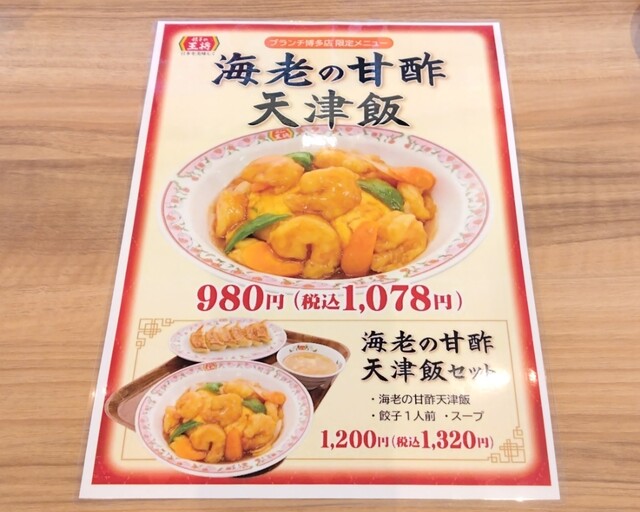 餃子の
王将
ブランチ博多店 限定メニュー
海老の甘酢
天津飯
980円(税込1,078円)
海老の甘酢
天津飯セット
・海老の甘酢天津飯
・餃子1人前 ・スープ
1,200円(税込1,320円)